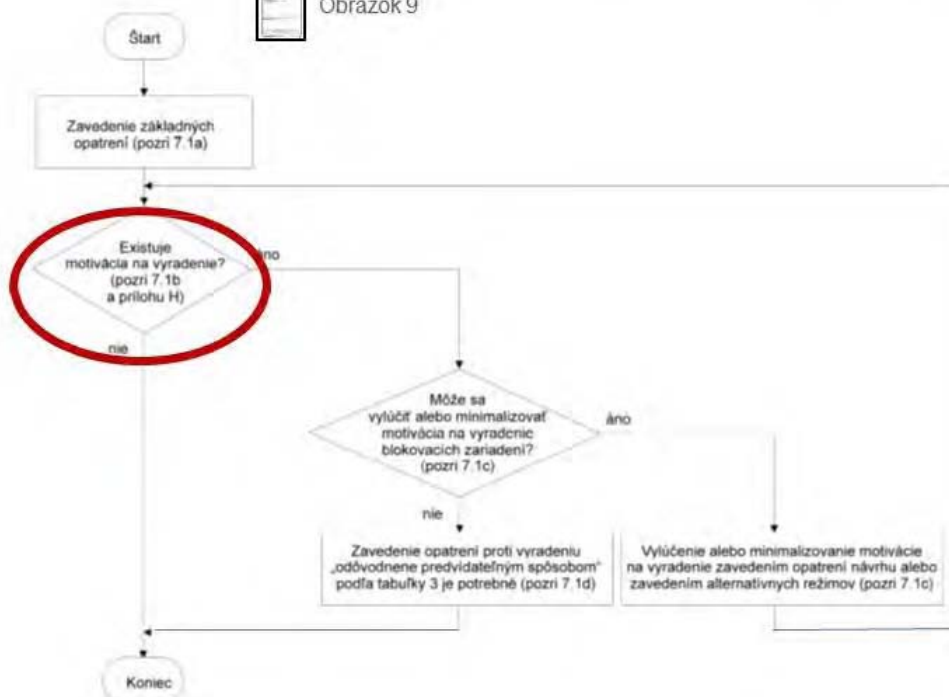 Obrázok 9
Štart
Zavedenie základných
opatrení (pozri 7.1a)
Existuje
motivácia na vyradenie?
(pozri 7.1b
a prílohu H)
áno
nie
Môže sa
vylúčiť alebo minimalizovať
motivácia na vyradenie
blokovacích zariadení?
(pozri 7.1c)
áno
nie
Zavedenie opatrení proti vyradeniu
„odôvodnene predvídateľným spôsobom“
podľa tabuľky 3 je potrebné (pozri 7.1d)
Vylúčenie alebo minimalizovanie motivácie
na vyradenie zavedením opatrení návrhu alebo
zavedením alternatívnych režimov (pozri 7.1c)
Koniec